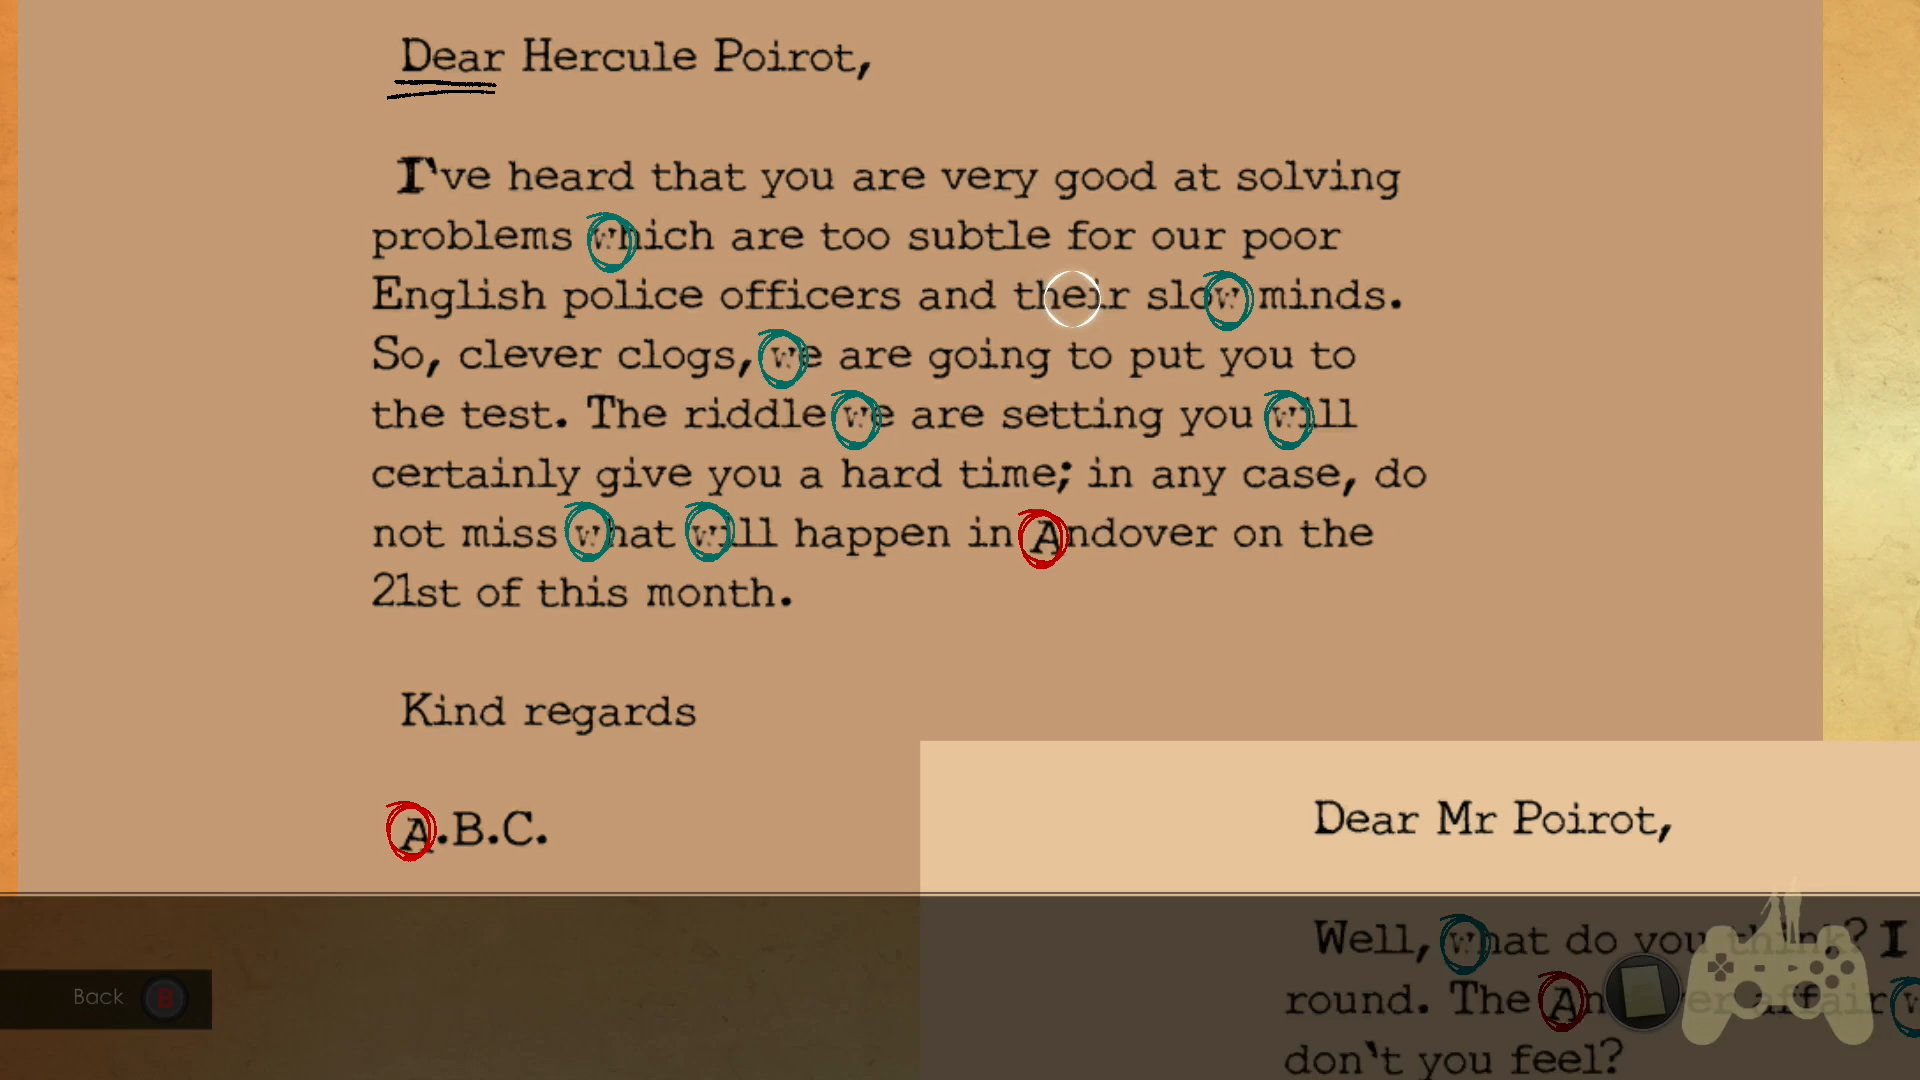 Dear Hercule Poirot,
I've heard that you are very good at solving
problems which are too subtle for our poor
English police officers and their slow minds.
So, clever clogs, we are going to put you to
the test. The riddle we are setting you will
certainly give you a hard time; in any case, do
not miss what will happen in Andover on the
21st of this month.
Kind regards
A.B.C.
Dear Mr Poirot,
Well, what do you think? I
round. The Andover affair w
don't you feel?
Back B